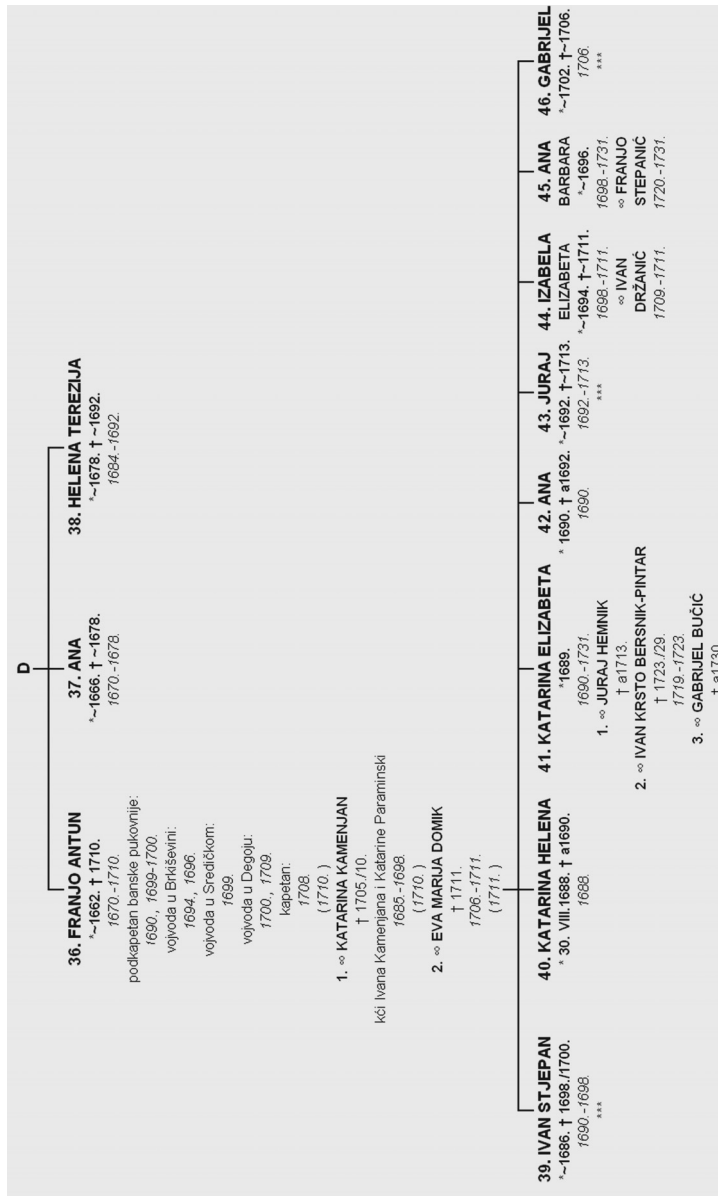 D
36. FRANJO ANTUN
*~1662. † 1710.
1670.-1710.
podkapetan banske pukovnije:
1690., 1699-1700.
vojvoda u Brkiševini:
1694., 1696.
vojvoda u Sredičkom:
1699.
vojvoda u Degoju:
1700., 1709.
kapetan:
1708.
(1710. )
1. ∞ KATARINA KAMENJAN
† 1705./10.
kći Ivana Kamenjana i Katarine Paraminski
1685.-1698.
(1710. )
2. ∞ EVA MARIJA DOMIK
† 1711.
1706.-1711.
(1711. )
37. ANA
*~1666. † ~1678.
1670.-1678.
38. HELENA TEREZIJA
*~1678. † ~1692.
1684.-1692.
39. IVAN STJEPAN
*~1686. † 1698./1700.
1690.-1698.
***
40. KATARINA HELENA
* 30. VIII.1688. † a1690.
1688.
41. KATARINA ELIZABETA
*1689.
1690.-1731.
1. ∞ JURAJ HEMNIK
† a1713.
2. ∞ IVAN KRSTO BERSNIK-PINTAR
† 1723./29.
1719.-1723.
3. ∞ GABRIJEL BUČIĆ
† a1730.
42. ANA
* 1690. † a1692.
1690.
43. JURAJ
*~1692. †~1713.
1692.-1713.
***
44. IZABELA
ELIZABETA
*~1694. †~1711.
1698.-1711.
∞ IVAN
DRŽANIĆ
1709.-1711.
45. ANA
BARBARA
*~1696.
1698.-1731.
∞ FRANJO
STEPANIĆ
1720.-1731.
46. GABRIJEL
*~1702. †~1706.
1706.
***